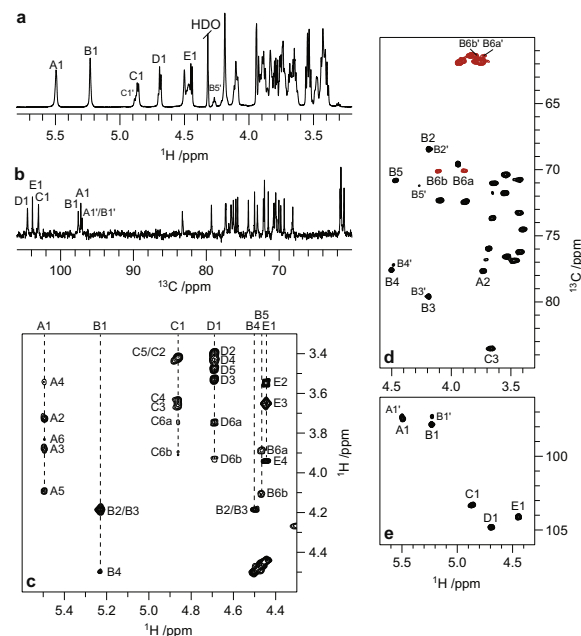 a
HDO
A1
B1
C1'
C1
D1
E1
B5'
5.5 5.0 4.5 4.0 3.5
¹H /ppm
b
D1
E1
C1
B1
A1
A1'/B1'
100 90 80 70
¹³C /ppm
A1 B1 C1 D1 B4 B5 E1
C5/C2
D2
D4
D5
D3
A4
E2
C4
C3
E3
A2
C6a
D6a
A6
A3
C6b
D6b
B6a
E4
A5
B6b
B2/B3
B2/B3
B4
c
3.4
3.6
3.8
4.0
4.2
4.4
¹H /ppm
5.4 5.2 5.0 4.8 4.6 4.4
¹H /ppm
B6b' B6a'
B2
B2'
B5
B5'
B6b B6a
B4'
B4
A2
B3'
B3
C3
d
65
70
75
80
¹³C /ppm
4.5 4.0 3.5
A1'
A1
B1'
B1
C1
D1
E1
e
100
105
¹³C /ppm
5.5 5.0 4.5
¹H /ppm